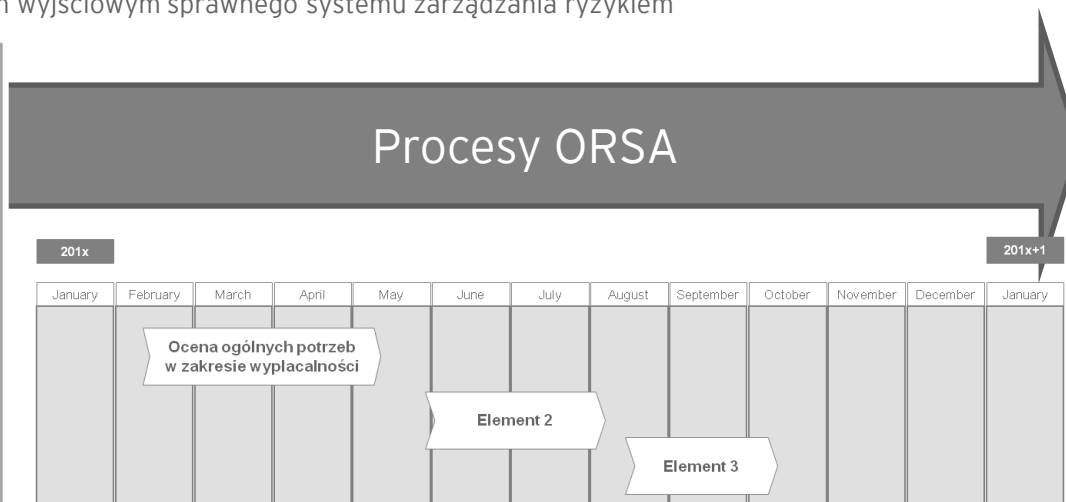 wyjściowym sprawnego systemu zarządzania ryzykiem
Procesy ORSA
201x
201x+1
January February March April May June July August September October November December January
Ocena ogólnych potrzeb
w zakresie wypłacalności
Element 2
Element 3